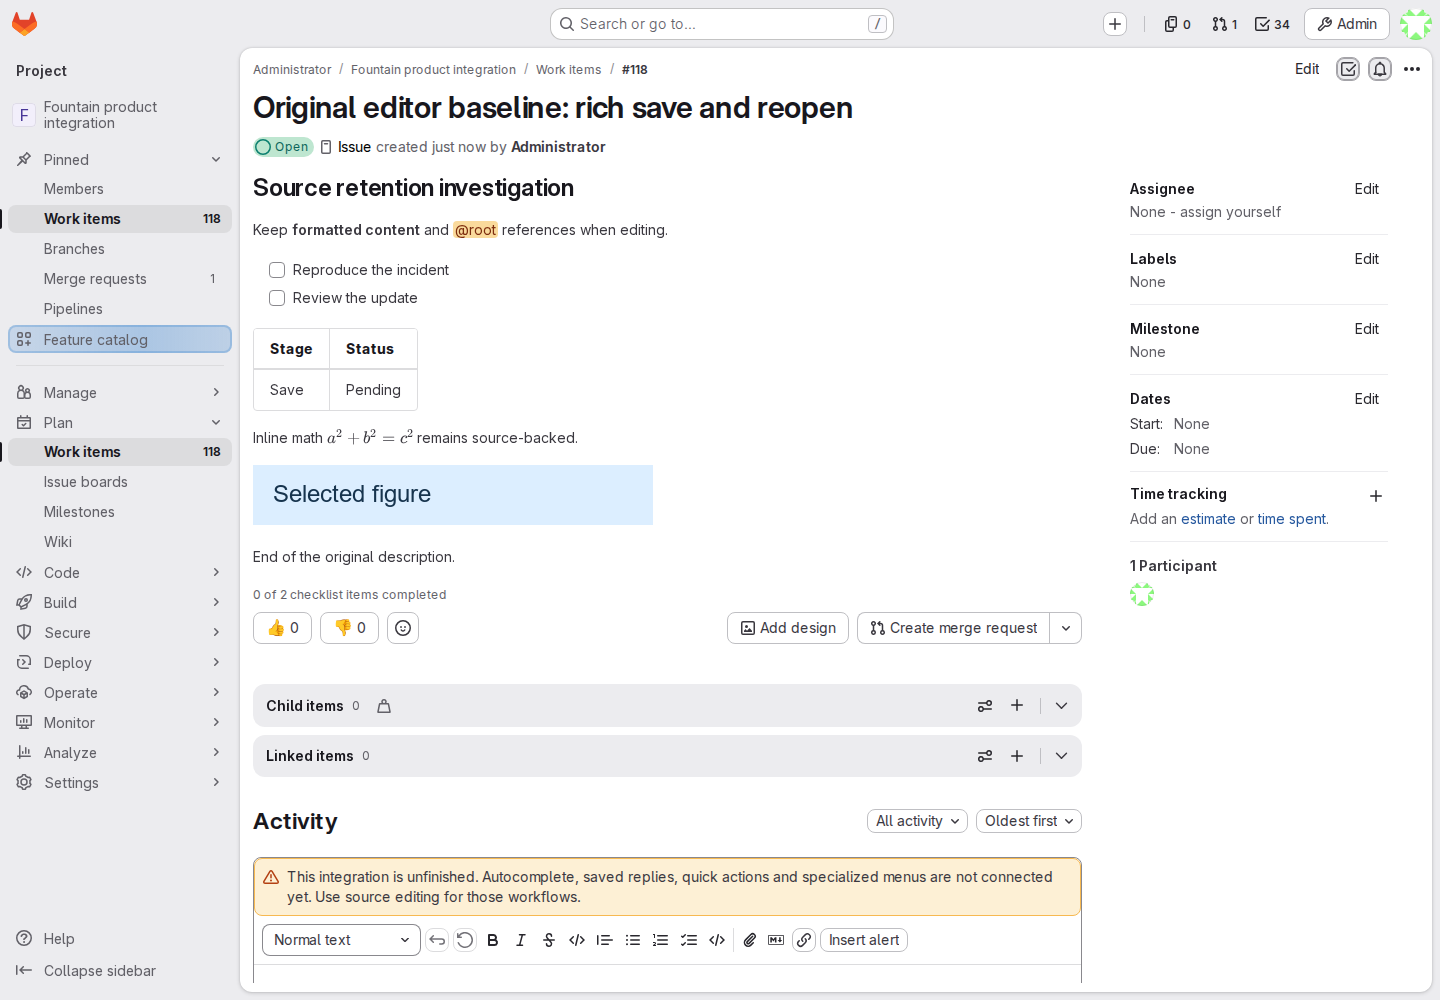 Search or go to...
/
0
1
34
Admin
Project
F
Fountain product integration
Pinned
Members
Work items 118
Branches
Merge requests 1
Pipelines
Feature catalog
Manage
Plan
Work items 118
Issue boards
Milestones
Wiki
Code
Build
Secure
Deploy
Operate
Monitor
Analyze
Settings
Help
Collapse sidebar
Administrator / Fountain product integration / Work items / #118
Edit
Original editor baseline: rich save and reopen
Open Issue created just now by Administrator
Source retention investigation
Keep formatted content and @root references when editing.
Reproduce the incident
Review the update
Stage Status
Save Pending
Inline math a² + b² = c² remains source-backed.
Selected figure
End of the original description.
0 of 2 checklist items completed
👍 0
👎 0
Add design
Create merge request
Child items 0
Linked items 0
Activity
All activity
Oldest first
This integration is unfinished. Autocomplete, saved replies, quick actions and specialized menus are not connected
yet. Use source editing for those workflows.
Normal text
Insert alert
Assignee Edit
None - assign yourself
Labels Edit
None
Milestone Edit
None
Dates Edit
Start: None
Due: None
Time tracking
Add an estimate or time spent.
1 Participant